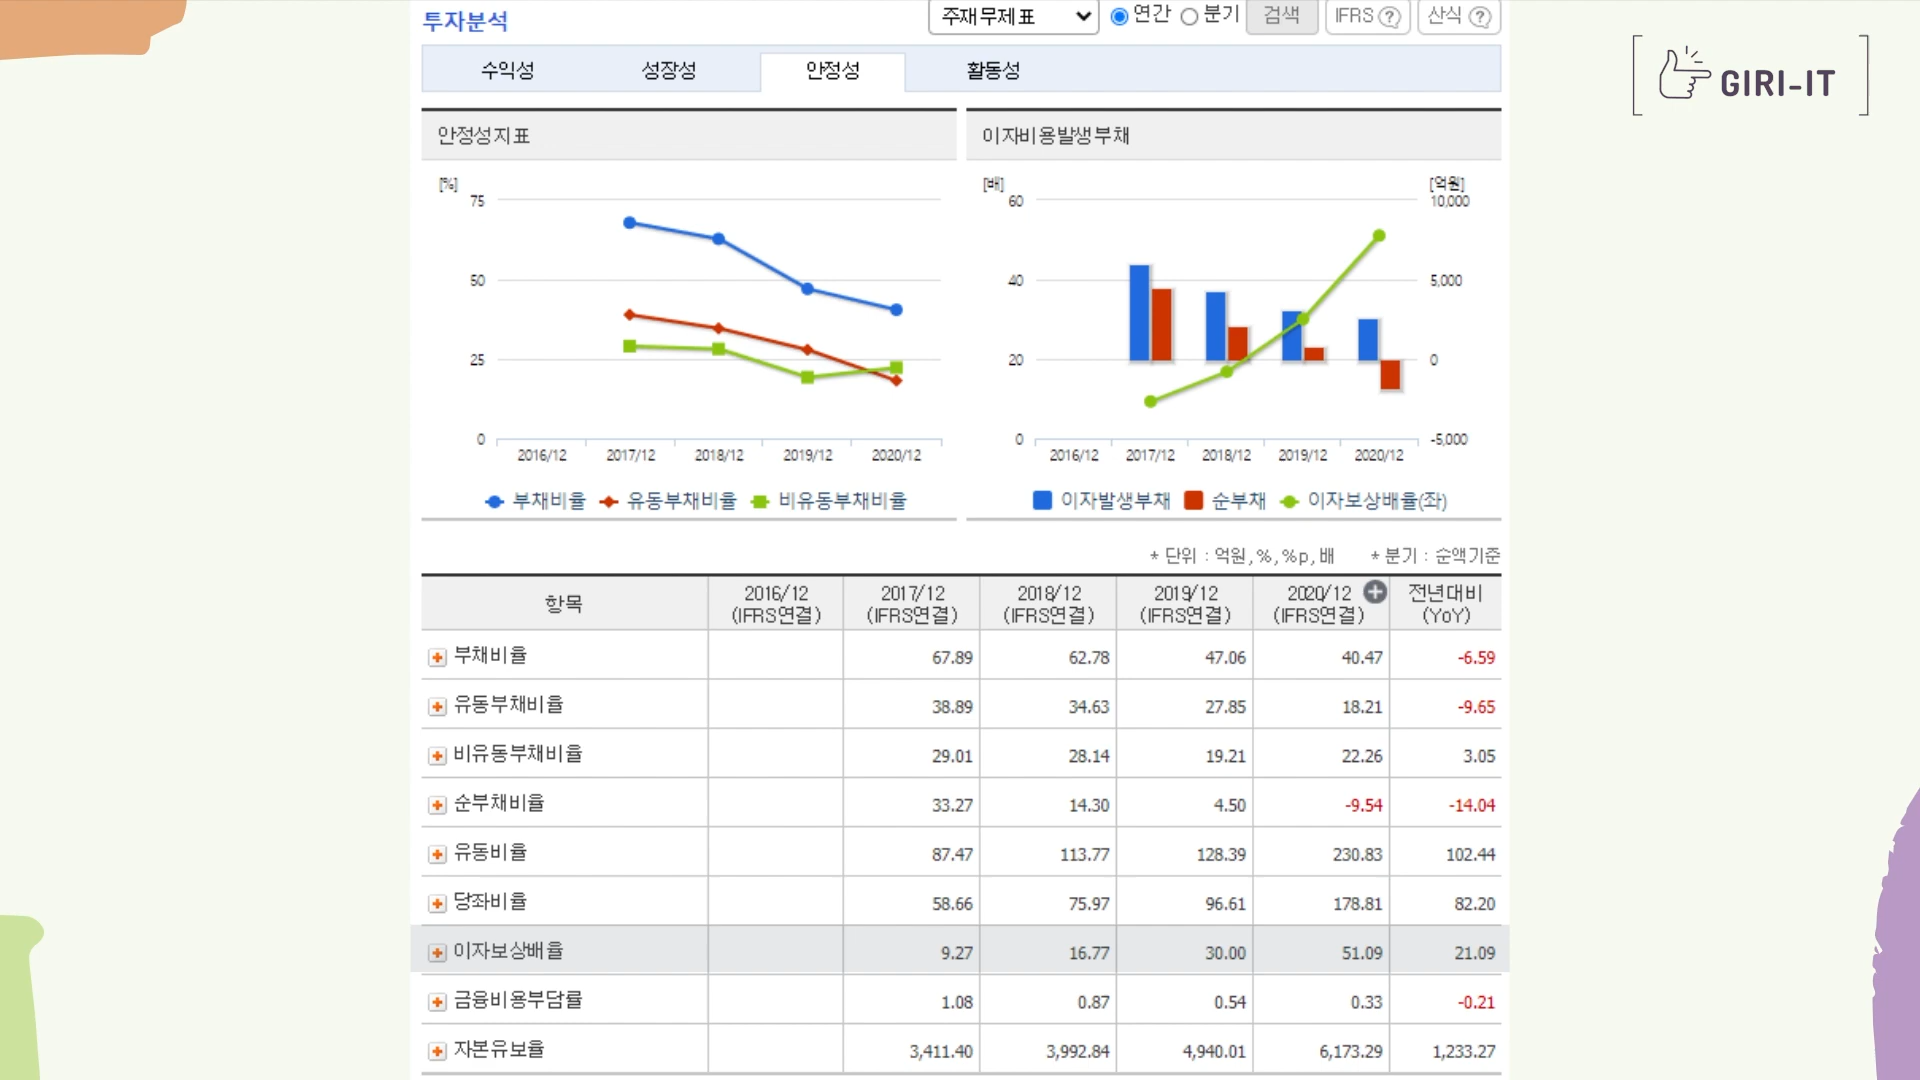 투자분석
주재무제표 연간 분기 검색 IFRS ? 산식 ?
GIRI-IT
수익성 성장성 안정성 활동성
안정성지표
[%]
75
50
25
0
2016/12 2017/12 2018/12 2019/12 2020/12
부채비율 유동부채비율 비유동부채비율
이자비용발생부채
[배] [억원]
60 10,000
40 5,000
20 0
0 -5,000
2016/12 2017/12 2018/12 2019/12 2020/12
이자발생부채 순부채 이자보상배율(좌)
* 단위 : 억원, %, %p, 배 * 분기 : 순액기준
항목 2016/12 (IFRS연결) 2017/12 (IFRS연결) 2018/12 (IFRS연결) 2019/12 (IFRS연결) 2020/12 (IFRS연결) 전년대비 (YoY)
부채비율 67.89 62.78 47.06 40.47 -6.59
유동부채비율 38.89 34.63 27.85 18.21 -9.65
비유동부채비율 29.01 28.14 19.21 22.26 3.05
순부채비율 33.27 14.30 4.50 -9.54 -14.04
유동비율 87.47 113.77 128.39 230.83 102.44
당좌비율 58.66 75.97 96.61 178.81 82.20
이자보상배율 9.27 16.77 30.00 51.09 21.09
금융비용부담률 1.08 0.87 0.54 0.33 -0.21
자본유보율 3,411.40 3,992.84 4,940.01 6,173.29 1,233.27